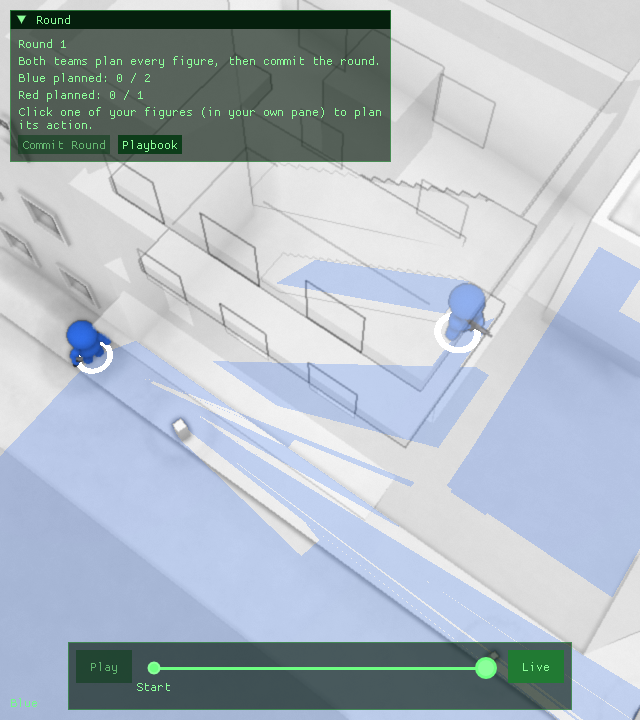 Round
Round 1
Both teams plan every figure, then commit the round.
Blue planned: 0 / 2
Red planned: 0 / 1
Click one of your figures (in your own pane) to plan
its action.
Commit Round
Playbook
Play
Start
Live
Blue